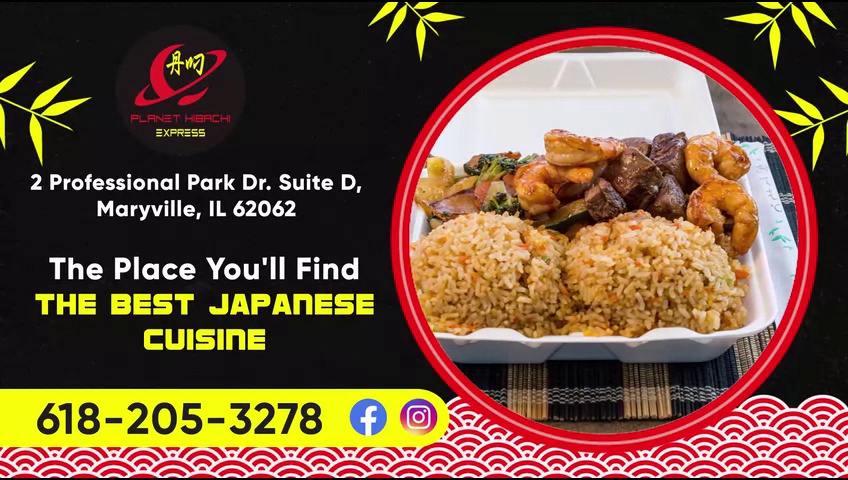 丹叼
PLANET HIBACHI
EXPRESS
2 Professional Park Dr. Suite D,
Maryville, IL 62062
The Place You'll Find
THE BEST JAPANESE
CUISINE
618-205-3278